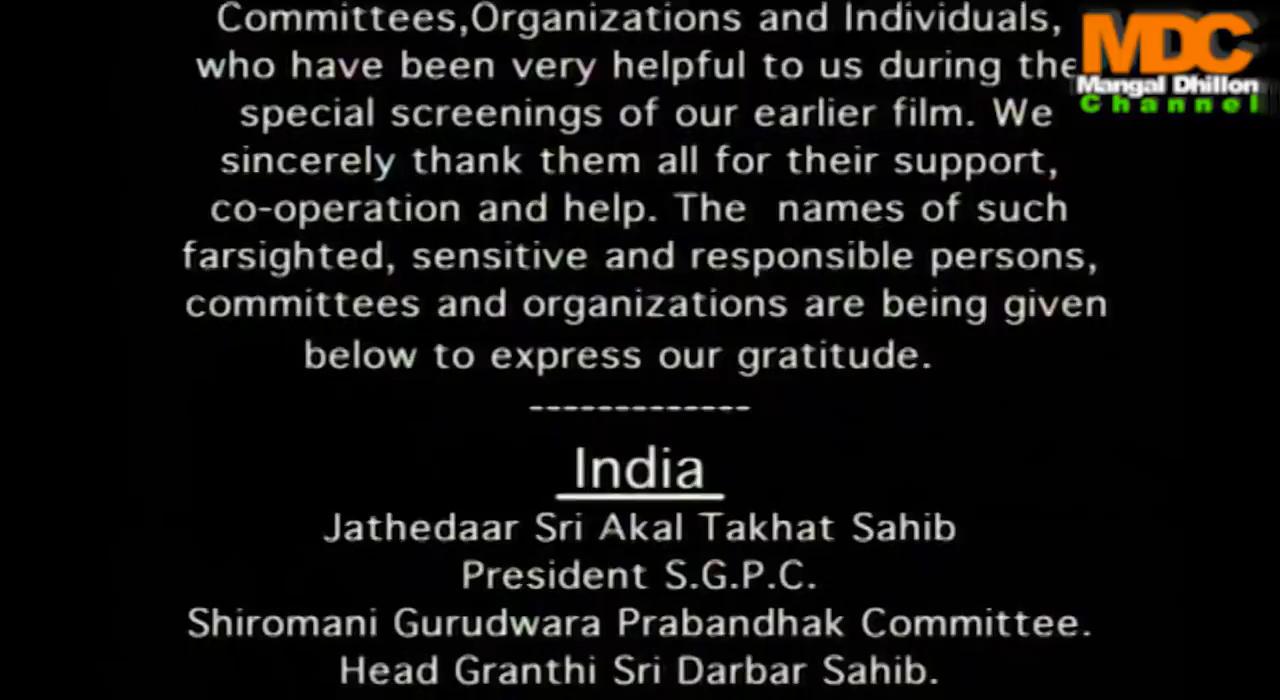 Committees,Organizations and Individuals,
who have been very helpful to us during the
special screenings of our earlier film. We
sincerely thank them all for their support,
co-operation and help. The  names of such
farsighted, sensitive and responsible persons,
committees and organizations are being given
below to express our gratitude.
-------------
India
Jathedaar Sri Akal Takhat Sahib
President S.G.P.C.
Shiromani Gurudwara Prabandhak Committee.
Head Granthi Sri Darbar Sahib.
MDC
Mangal Dhillon
Channel